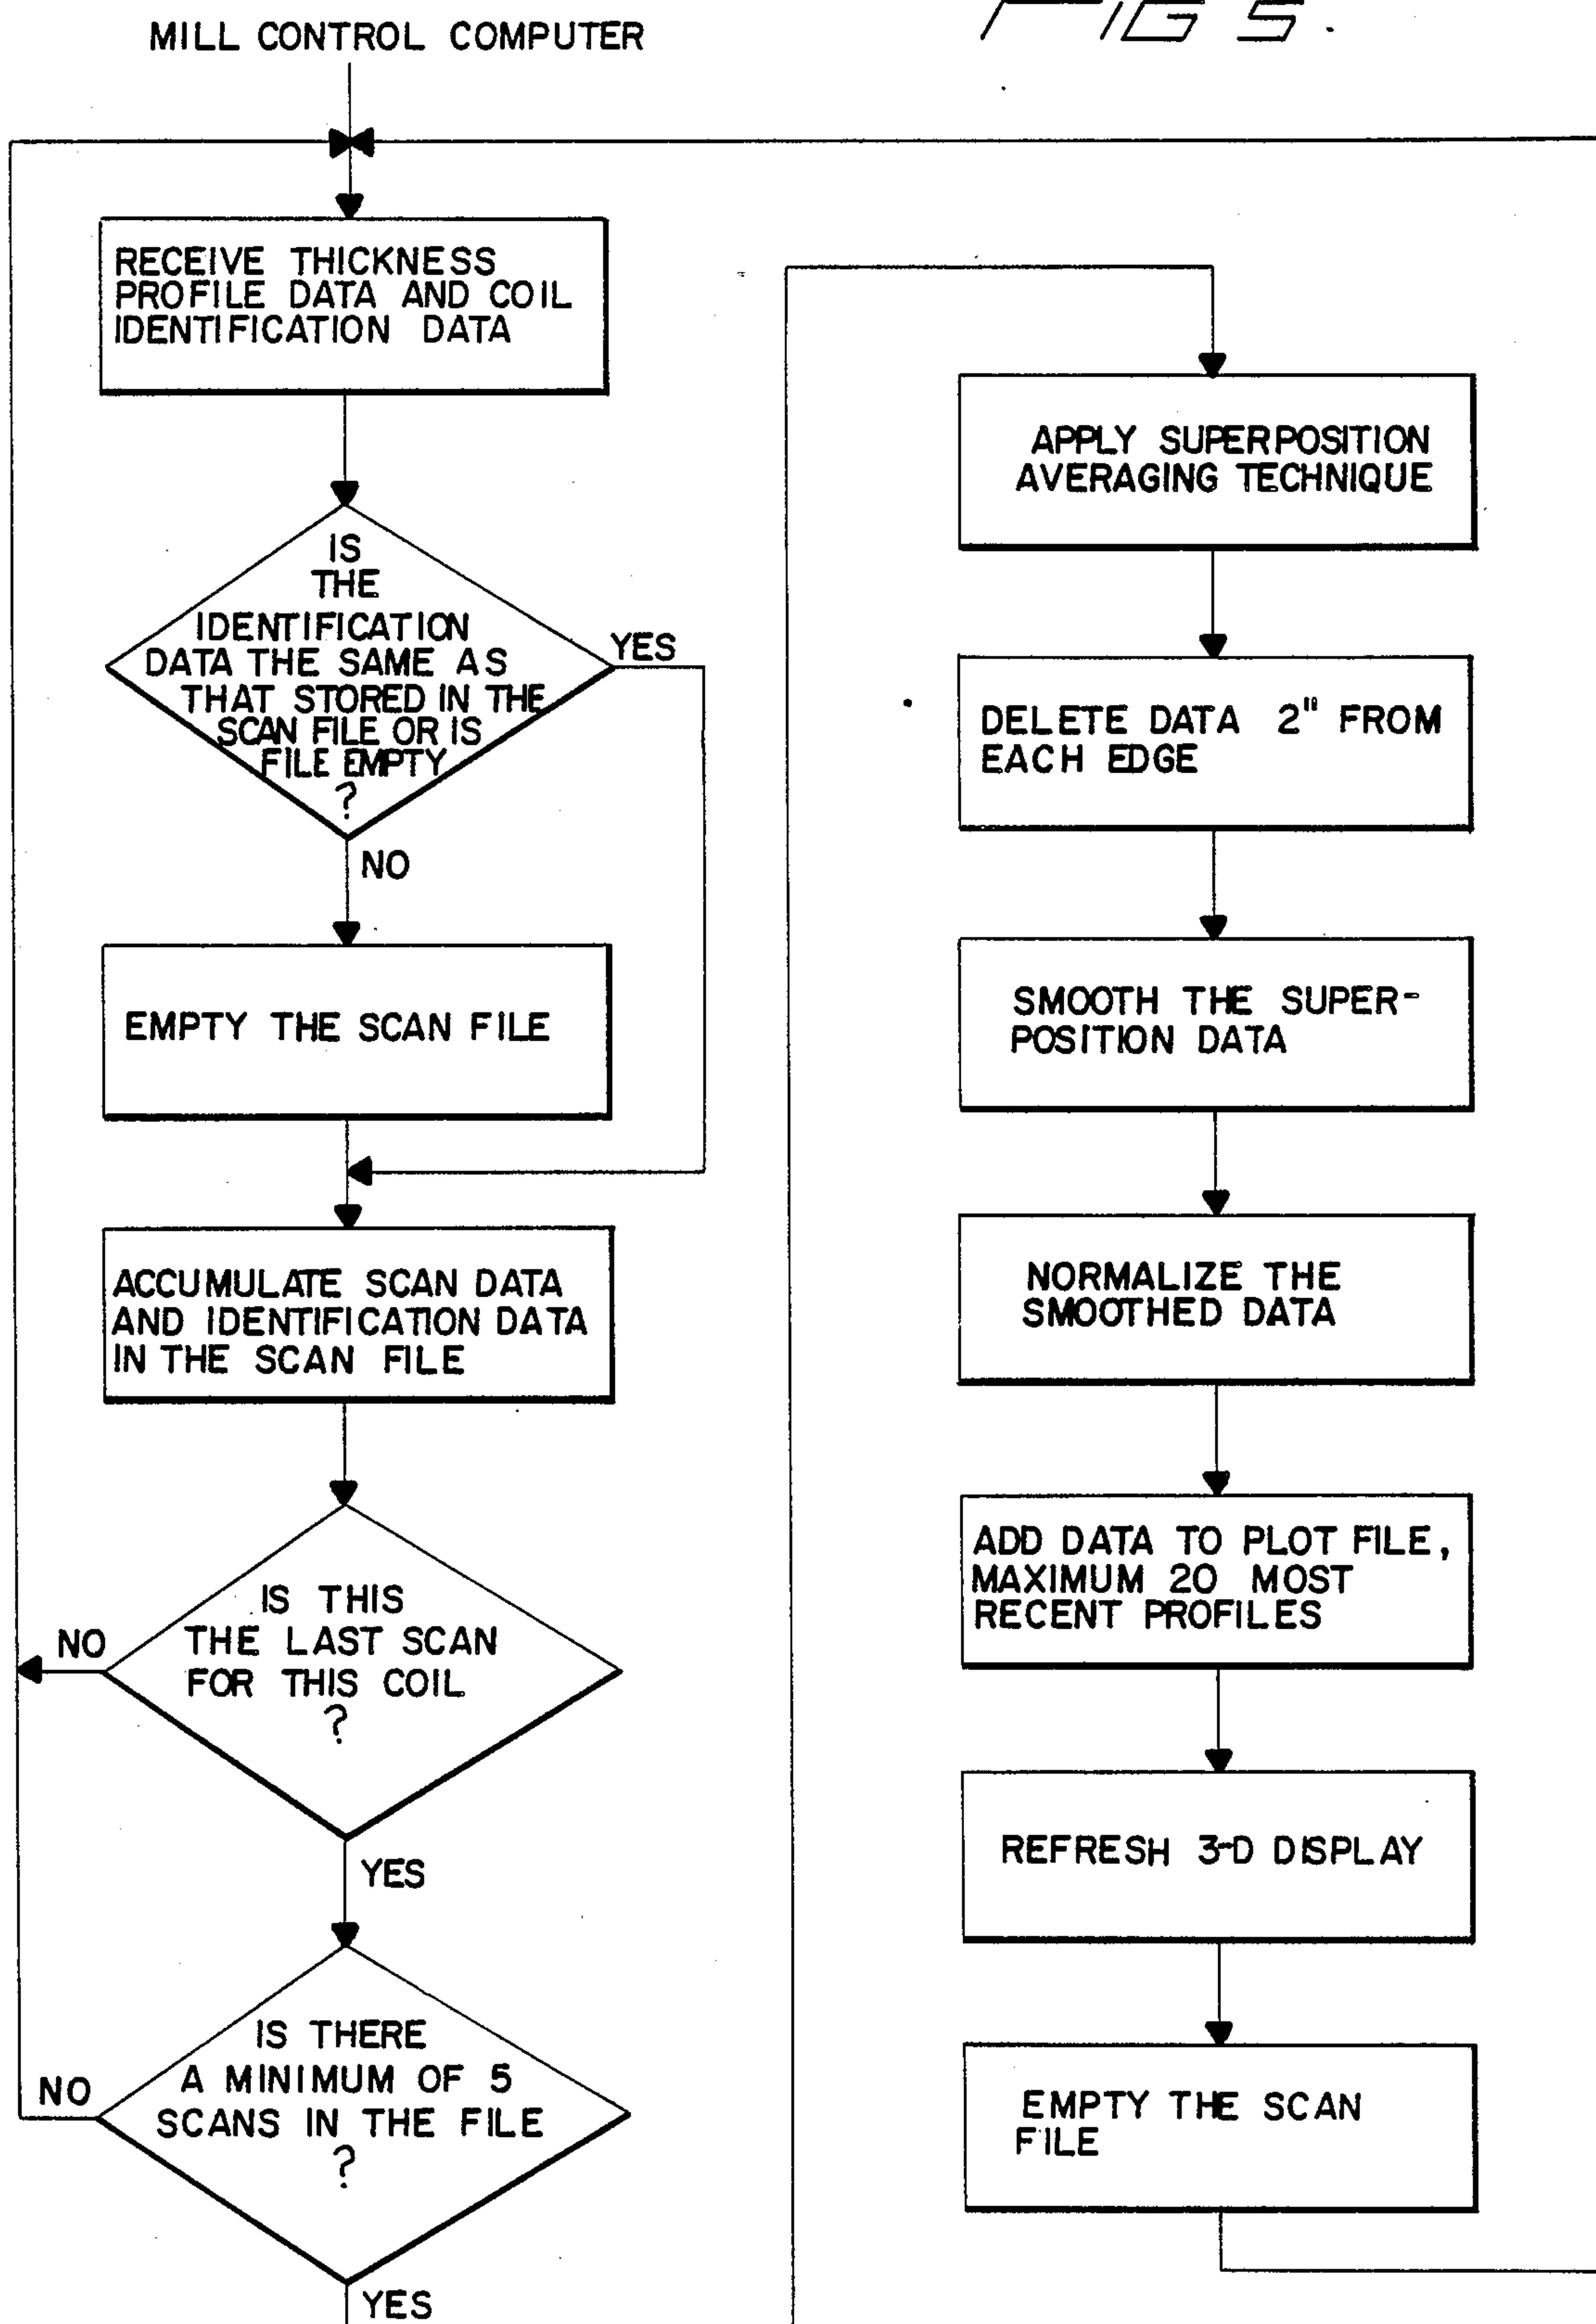 FIG 5.
MILL CONTROL COMPUTER
RECEIVE THICKNESS
PROFILE DATA AND COIL
IDENTIFICATION DATA
IS
THE
IDENTIFICATION
DATA THE SAME AS
THAT STORED IN THE
SCAN FILE OR IS
FILE EMPTY
?
YES
NO
EMPTY THE SCAN FILE
ACCUMULATE SCAN DATA
AND IDENTIFICATION DATA
IN THE SCAN FILE
IS THIS
THE LAST SCAN
FOR THIS COIL
?
NO
YES
IS THERE
A MINIMUM OF 5
SCANS IN THE FILE
?
NO
YES
APPLY SUPERPOSITION
AVERAGING TECHNIQUE
DELETE DATA 2" FROM
EACH EDGE
SMOOTH THE SUPER-
POSITION DATA
NORMALIZE THE
SMOOTHED DATA
ADD DATA TO PLOT FILE,
MAXIMUM 20 MOST
RECENT PROFILES
REFRESH 3-D DISPLAY
EMPTY THE SCAN
FILE